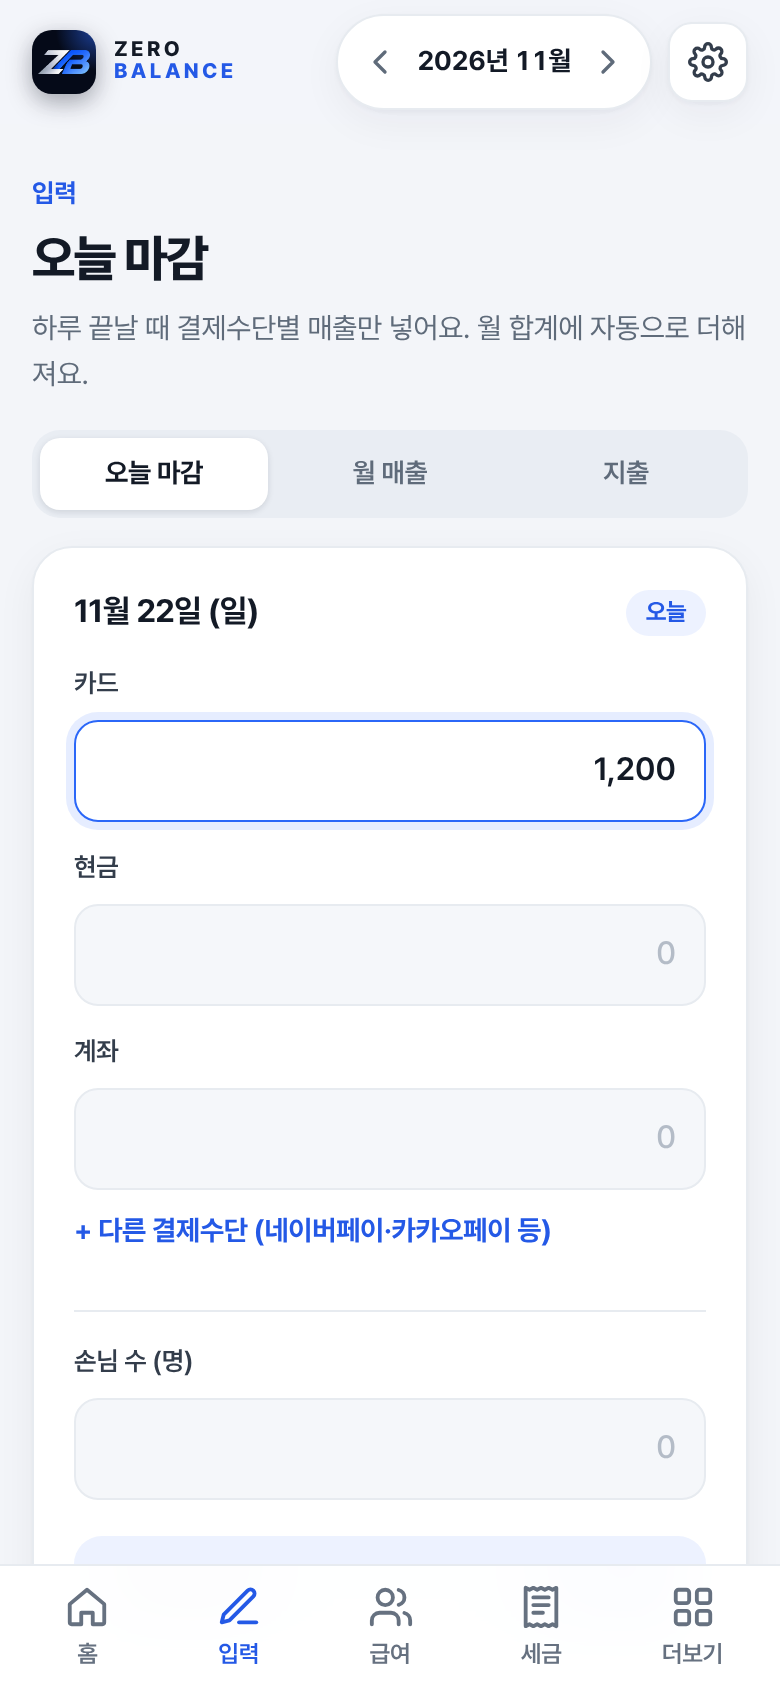 ZB ZERO
BALANCE
2026년 11월
입력
오늘 마감
하루 끝날 때 결제수단별 매출만 넣어요. 월 합계에 자동으로 더해
져요.
오늘 마감 월 매출 지출
11월 22일 (일) 오늘
카드
1,200
현금
0
계좌
0
+ 다른 결제수단 (네이버페이·카카오페이 등)
손님 수 (명)
0
홈 입력 급여 세금 더보기